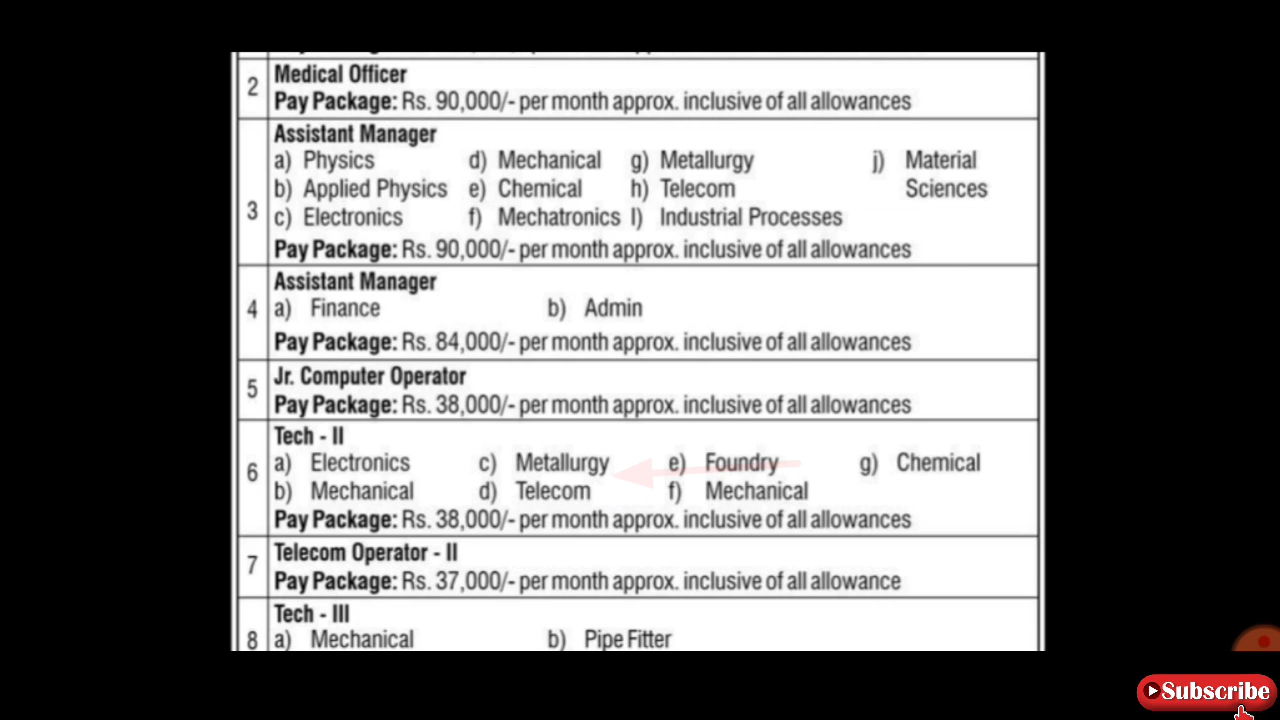 2 Medical Officer
Pay Package: Rs. 90,000/- per month approx. inclusive of all allowances
Assistant Manager
a) Physics d) Mechanical g) Metallurgy j) Material
b) Applied Physics e) Chemical h) Telecom Sciences
3 c) Electronics f) Mechatronics I) Industrial Processes
Pay Package: Rs. 90,000/- per month approx. inclusive of all allowances
Assistant Manager
4 a) Finance b) Admin
Pay Package: Rs. 84,000/- per month approx. inclusive of all allowances
5 Jr. Computer Operator
Pay Package: Rs. 38,000/- per month approx. inclusive of all allowances
Tech - II
6 a) Electronics c) Metallurgy e) Foundry g) Chemical
b) Mechanical d) Telecom f) Mechanical
Pay Package: Rs. 38,000/- per month approx. inclusive of all allowances
7 Telecom Operator - II
Pay Package: Rs. 37,000/- per month approx. inclusive of all allowance
Tech - III
8 a) Mechanical b) Pipe Fitter
Subscribe